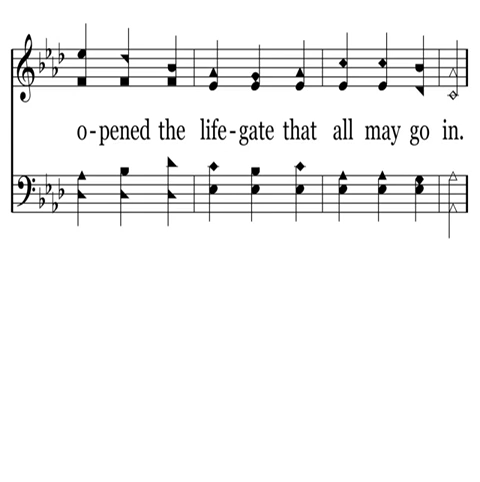 o-pened the life-gate that all may go in.